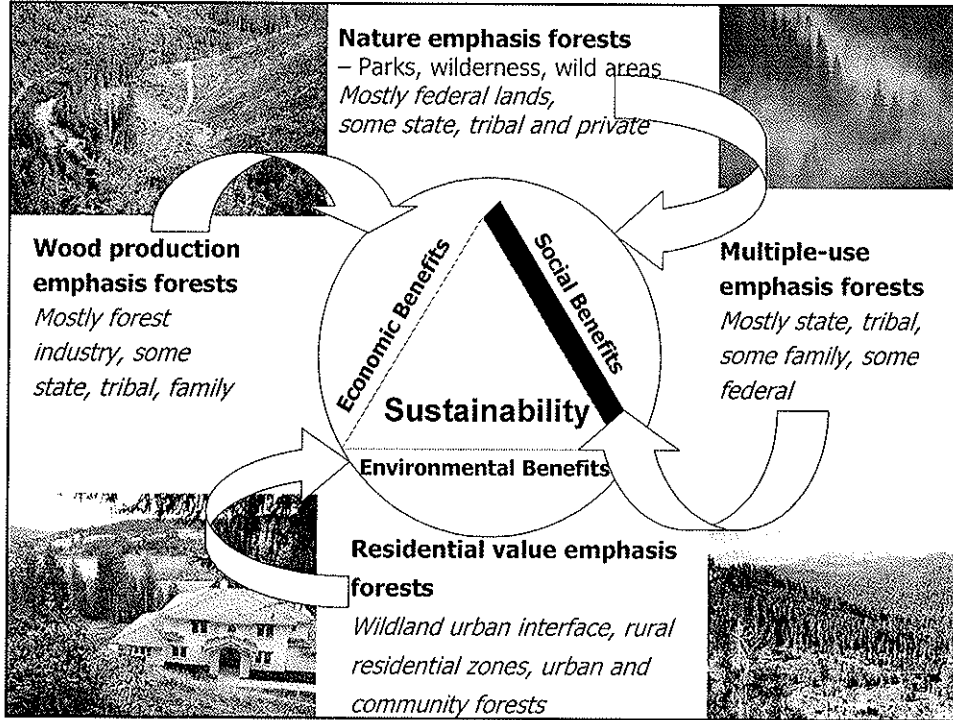 Nature emphasis forests
– Parks, wilderness, wild areas
Mostly federal lands,
some state, tribal and private
Wood production
emphasis forests
Mostly forest
industry, some
state, tribal, family
Economic Benefits
Social Benefits
Sustainability
Environmental Benefits
Multiple-use
emphasis forests
Mostly state, tribal,
some family, some
federal
Residential value emphasis
forests
Wildland urban interface, rural
residential zones, urban and
community forests